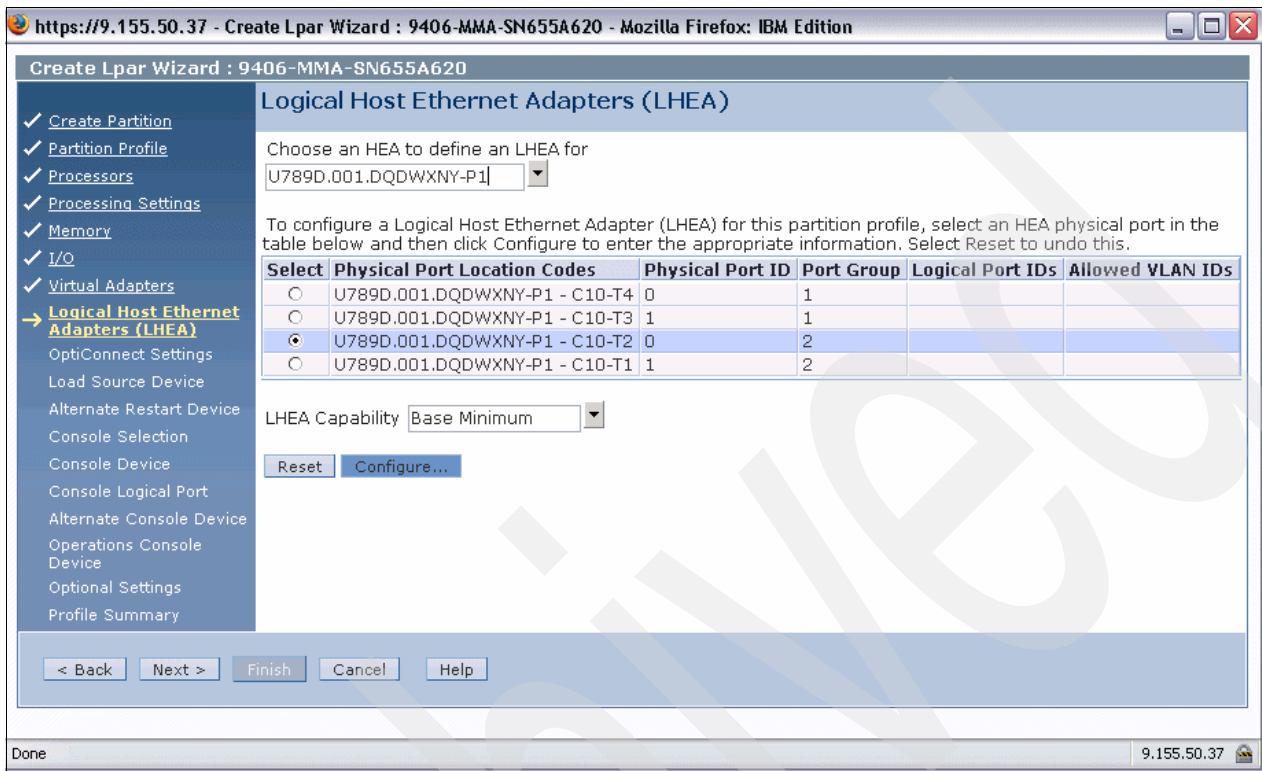 https://9.155.50.37 - Create Lpar Wizard : 9406-MMA-SN655A620 - Mozilla Firefox: IBM Edition
Create Lpar Wizard : 9406-MMA-SN655A620
Create Partition
Partition Profile
Processors
Processing Settings
Memory
I/O
Virtual Adapters
Logical Host Ethernet
Adapters (LHEA)
OptiConnect Settings
Load Source Device
Alternate Restart Device
Console Selection
Console Device
Console Logical Port
Alternate Console Device
Operations Console
Device
Optional Settings
Profile Summary
Logical Host Ethernet Adapters (LHEA)
Choose an HEA to define an LHEA for
U789D.001.DQDWXNY-P1
To configure a Logical Host Ethernet Adapter (LHEA) for this partition profile, select an HEA physical port in the
table below and then click Configure to enter the appropriate information. Select Reset to undo this.
Select Physical Port Location Codes Physical Port ID Port Group Logical Port IDs Allowed VLAN IDs
U789D.001.DQDWXNY-P1 - C10-T4 0 1
U789D.001.DQDWXNY-P1 - C10-T3 1 1
U789D.001.DQDWXNY-P1 - C10-T2 0 2
U789D.001.DQDWXNY-P1 - C10-T1 1 2
LHEA Capability Base Minimum
Reset Configure...
< Back Next > Finish Cancel Help
Done 9.155.50.37